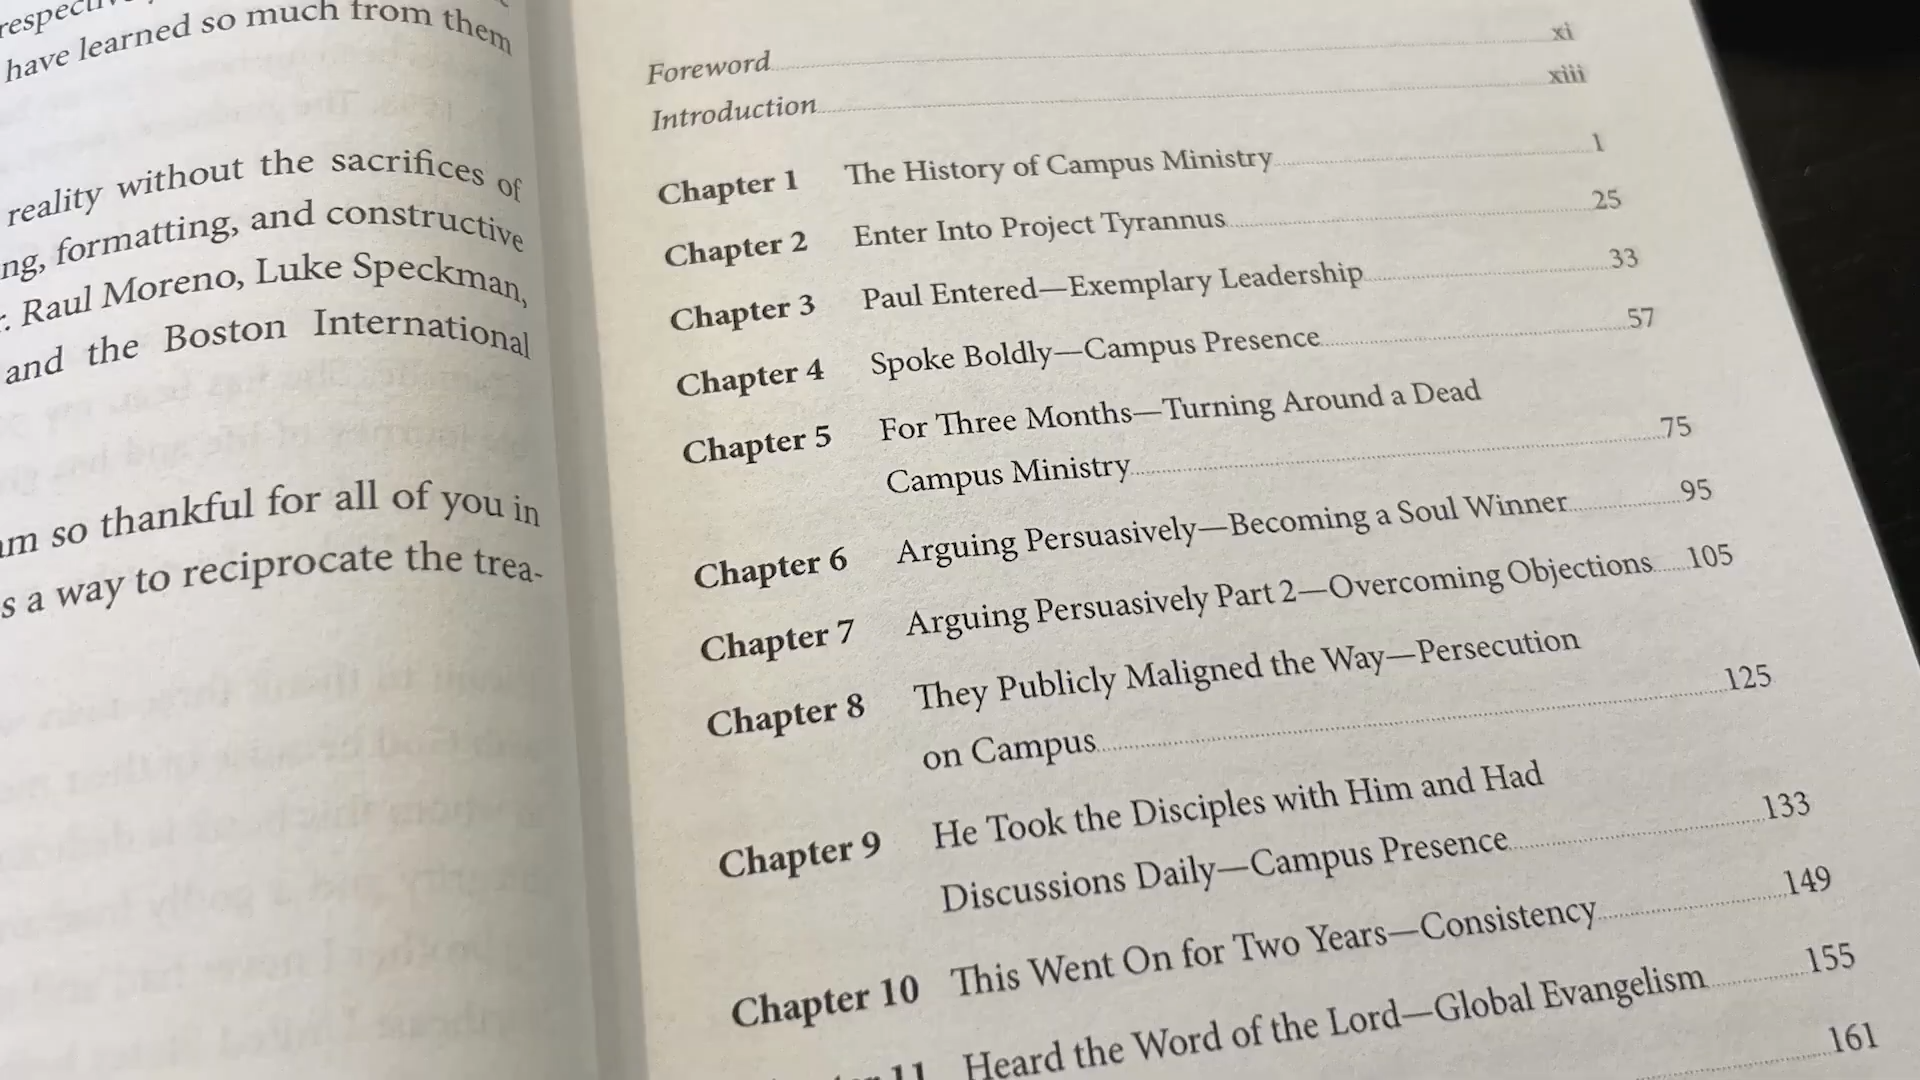 have learned so much from them
reality without the sacrifices of
ng, formatting, and constructive
r. Raul Moreno, Luke Speckman,
and the Boston International
am so thankful for all of you in
s a way to reciprocate the trea-
Foreword xi
Introduction xiii
Chapter 1 The History of Campus Ministry 1
Chapter 2 Enter Into Project Tyrannus 25
Chapter 3 Paul Entered—Exemplary Leadership 33
Chapter 4 Spoke Boldly—Campus Presence 57
Chapter 5 For Three Months—Turning Around a Dead
Campus Ministry 75
Chapter 6 Arguing Persuasively—Becoming a Soul Winner 95
Chapter 7 Arguing Persuasively Part 2—Overcoming Objections 105
Chapter 8 They Publicly Maligned the Way—Persecution
on Campus 125
Chapter 9 He Took the Disciples with Him and Had
Discussions Daily—Campus Presence 133
Chapter 10 This Went On for Two Years—Consistency 149
11 Heard the Word of the Lord—Global Evangelism 155
161